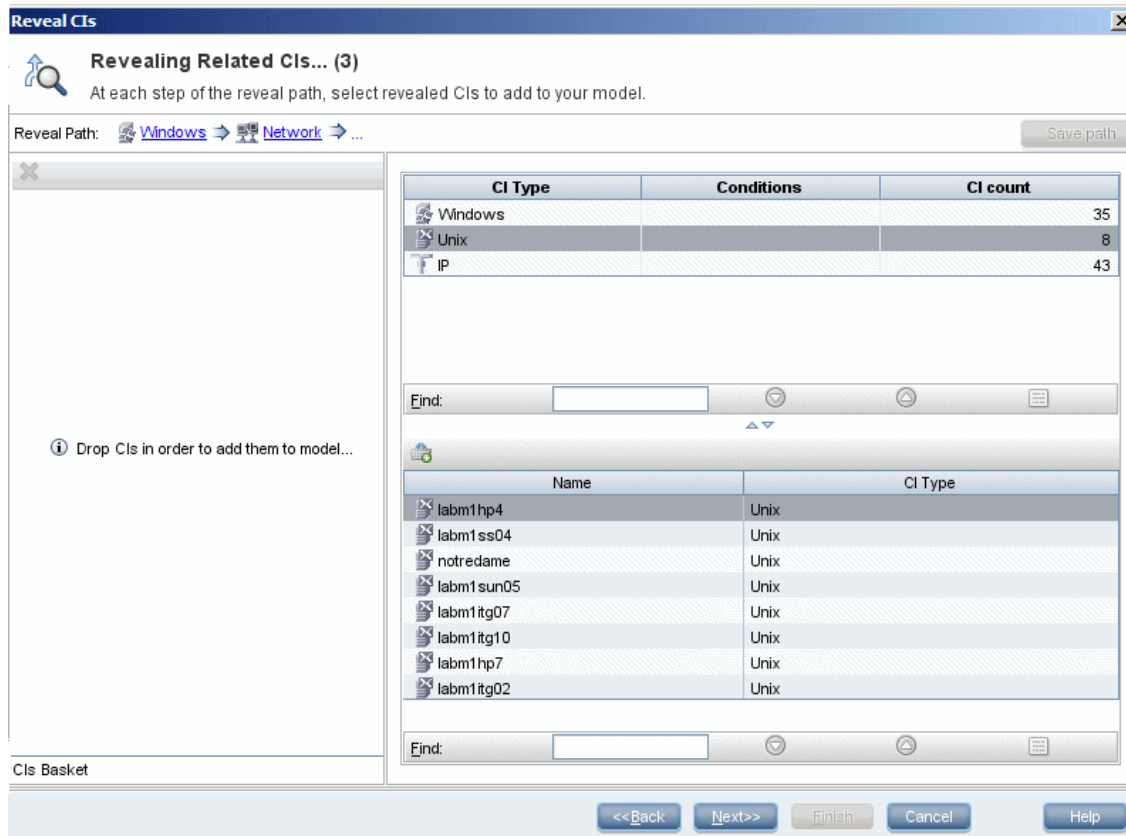 Reveal CIs
Revealing Related CIs... (3)
At each step of the reveal path, select revealed CIs to add to your model.
Reveal Path: Windows Network ...
Save path
CI Type Conditions CI count
Windows 35
Unix 8
IP 43
Find:
Drop CIs in order to add them to model...
Name CI Type
labm1hp4 Unix
labm1ss04 Unix
notredame Unix
labm1sun05 Unix
labm1itg07 Unix
labm1itg10 Unix
labm1hp7 Unix
labm1itg02 Unix
Find:
CIs Basket
<<Back Next>> Finish Cancel Help